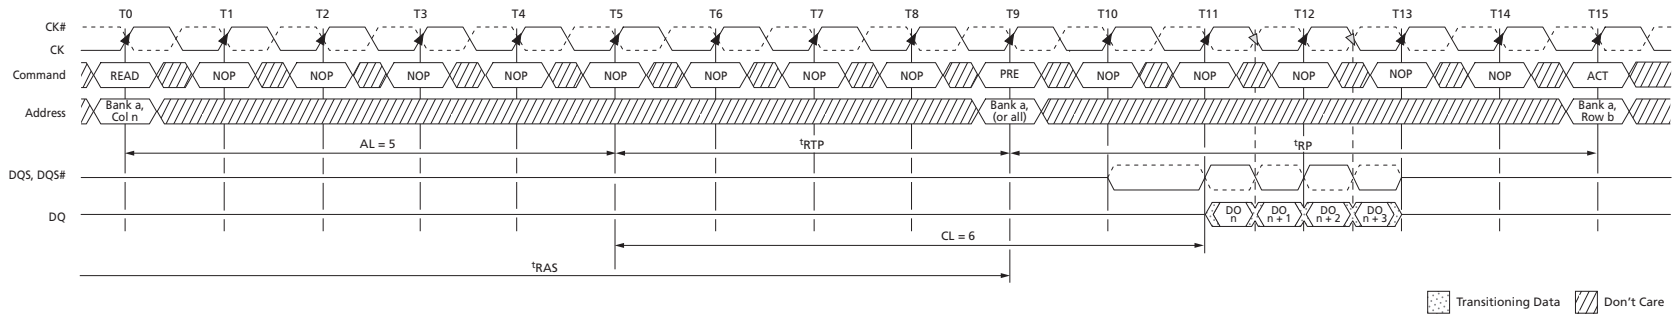 T0 T1 T2 T3 T4 T5 T6 T7 T8 T9 T10 T11 T12 T13 T14 T15
CK#
CK
Command READ NOP NOP NOP NOP NOP NOP NOP NOP PRE NOP NOP NOP NOP NOP ACT
Address Bank a, Col n Bank a, (or all) Bank a, Row b
AL = 5 tRTP tRP
DQS, DQS#
DQ DO n DO n + 1 DO n + 2 DO n + 3
CL = 6
tRAS
Transitioning Data Don't Care